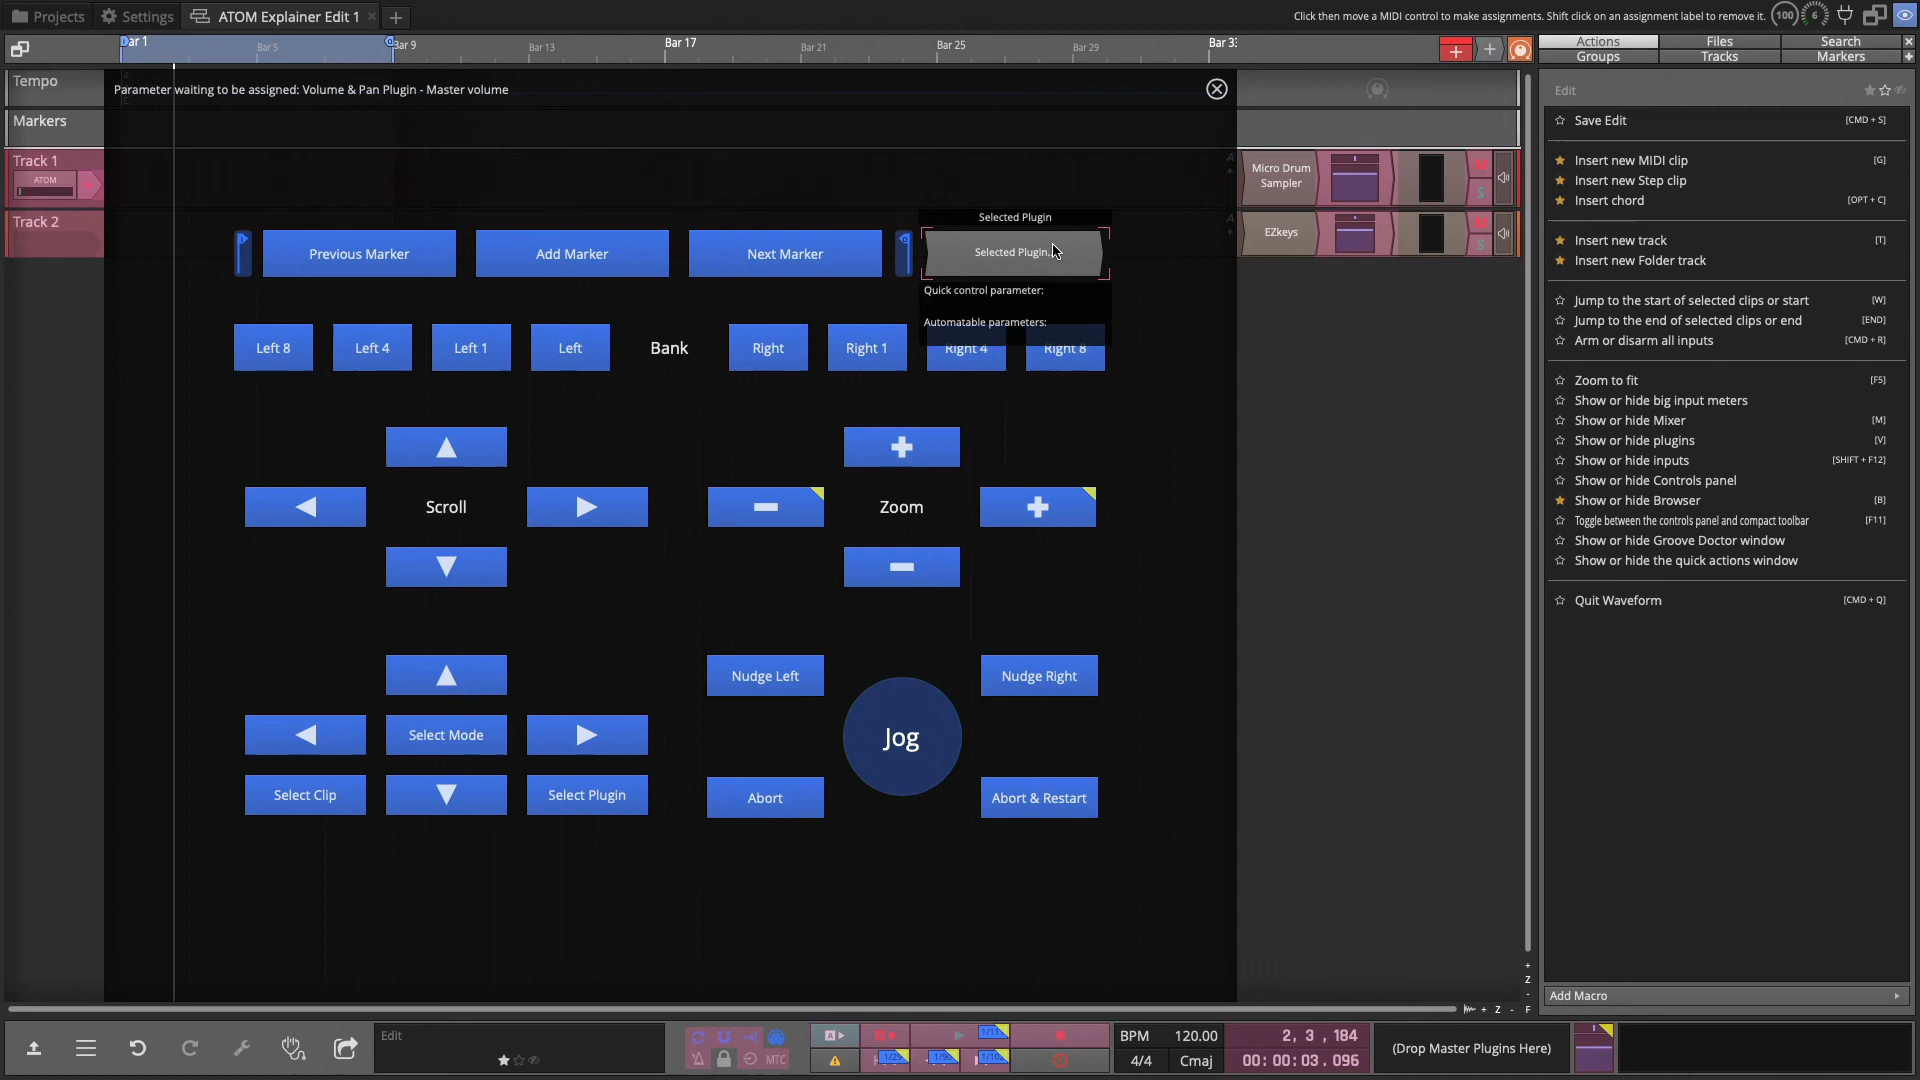 Projects
Settings
ATOM Explainer Edit 1
Click then move a MIDI control to make assignments. Shift click on an assignment label to remove it.
100
6
Bar 5
Bar 9
Bar 13
Bar 17
Bar 21
Bar 25
Bar 29
Actions
Files
Search
Groups
Tracks
Markers
Tempo
Parameter waiting to be assigned: Volume & Pan Plugin - Master volume
Edit
Markers
Save Edit
[CMD + S]
Track 1
ATOM
Micro Drum
Sampler
M
S
Track 2
EZkeys
M
S
Insert new MIDI clip
[G]
Insert new Step clip
Insert chord
[OPT + C]
Insert new track
[T]
Insert new Folder track
Jump to the start of selected clips or start
[W]
Jump to the end of selected clips or end
[END]
Arm or disarm all inputs
[CMD + R]
Zoom to fit
[F5]
Show or hide big input meters
Show or hide Mixer
[M]
Show or hide plugins
[V]
Show or hide inputs
[SHIFT + F12]
Show or hide Controls panel
Show or hide Browser
[B]
Toggle between the controls panel and compact toolbar
[F11]
Show or hide Groove Doctor window
Show or hide the quick actions window
Quit Waveform
[CMD + Q]
Selected Plugin
Previous Marker
Add Marker
Next Marker
Selected Plugin...
Quick control parameter:
Automatable parameters:
Left 8
Left 4
Left 1
Left
Bank
Right
Right 1
Right 4
Right 8
Scroll
Zoom
Nudge Left
Nudge Right
Select Mode
Jog
Select Clip
Select Plugin
Abort
Abort & Restart
Z
Z
F
Add Macro
Edit
MTC
A
BPM
120.00
4/4
Cmaj
2, 3 , 184
00: 00: 03. 096
(Drop Master Plugins Here)